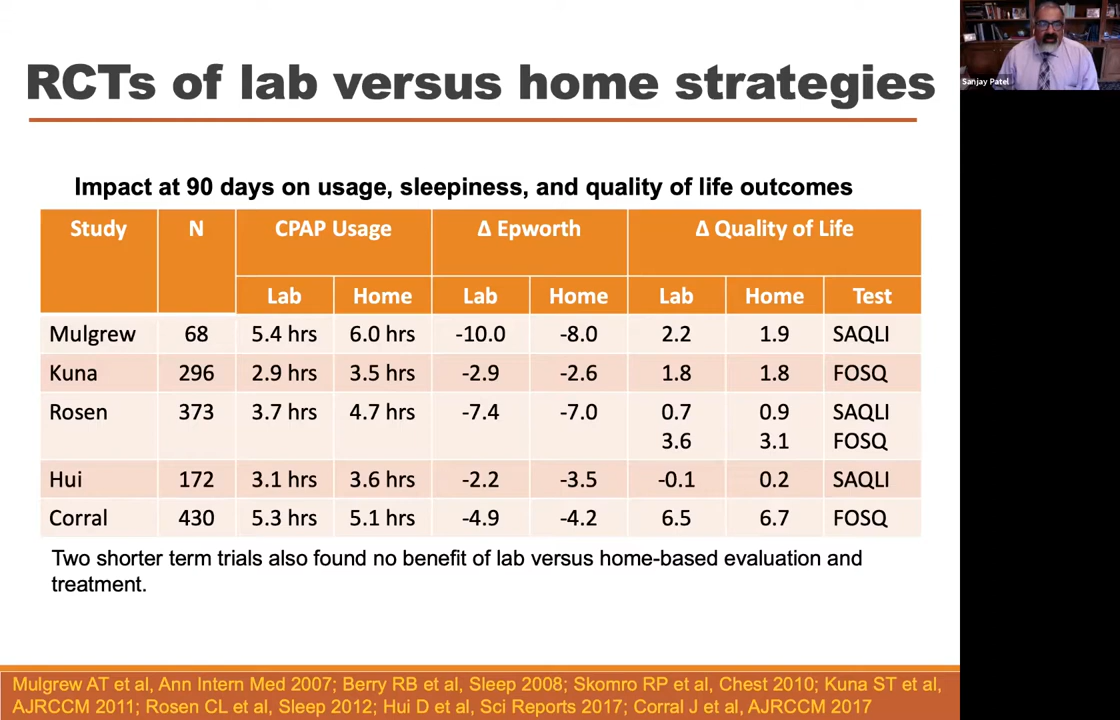 RCTs of lab versus home strategies
Sanjay Patel
Impact at 90 days on usage, sleepiness, and quality of life outcomes
Study N CPAP Usage Δ Epworth Δ Quality of Life
Lab Home Lab Home Lab Home Test
Mulgrew 68 5.4 hrs 6.0 hrs -10.0 -8.0 2.2 1.9 SAQLI
Kuna 296 2.9 hrs 3.5 hrs -2.9 -2.6 1.8 1.8 FOSQ
Rosen 373 3.7 hrs 4.7 hrs -7.4 -7.0 0.7 0.9 SAQLI
3.6 3.1 FOSQ
Hui 172 3.1 hrs 3.6 hrs -2.2 -3.5 -0.1 0.2 SAQLI
Corral 430 5.3 hrs 5.1 hrs -4.9 -4.2 6.5 6.7 FOSQ
Two shorter term trials also found no benefit of lab versus home-based evaluation and
treatment.
Mulgrew AT et al, Ann Intern Med 2007; Berry RB et al, Sleep 2008; Skomro RP et al, Chest 2010; Kuna ST et al,
AJRCCM 2011; Rosen CL et al, Sleep 2012; Hui D et al, Sci Reports 2017; Corral J et al, AJRCCM 2017